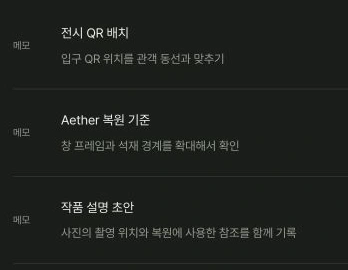 메모
전시 QR 배치
입구 QR 위치를 관객 동선과 맞추기
메모
Aether 복원 기준
창 프레임과 석재 경계를 확대해서 확인
메모
작품 설명 초안
사진의 촬영 위치와 복원에 사용한 참조를 함께 기록